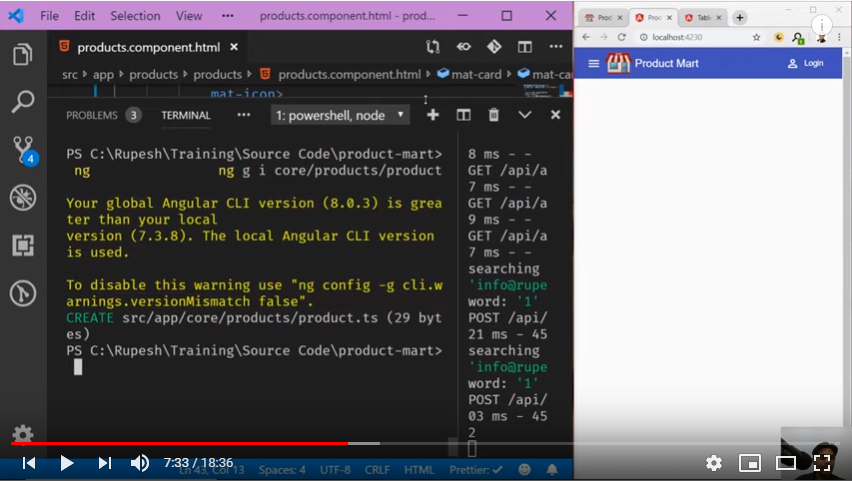 File Edit Selection View ··· products.component.html - prod...
products.component.html
src › app › products › products › products.component.html › mat-card › mat-ca
mat-icon>
PROBLEMS 3 TERMINAL ··· 1: powershell, node
PS C:\Rupesh\Training\Source Code\product-mart>
ng ng g i core/products/product
Your global Angular CLI version (8.0.3) is grea
ter than your local
version (7.3.8). The local Angular CLI version
is used.
To disable this warning use "ng config -g cli.w
arnings.versionMismatch false".
CREATE src/app/core/products/product.ts (29 byt
es)
PS C:\Rupesh\Training\Source Code\product-mart>
8 ms - -
GET /api/a
7 ms - -
GET /api/a
9 ms - -
GET /api/a
7 ms - -
searching
'info@rupe
word: '1'
POST /api/
21 ms - 45
searching
'info@rupe
word: '1'
POST /api/
03 ms - 45
2
4
Ln 43, Col 13 Spaces: 4 UTF-8 CRLF HTML Prettier: ✓
7:33 / 18:36
Prod Prod Table
localhost:4230
Product Mart Login